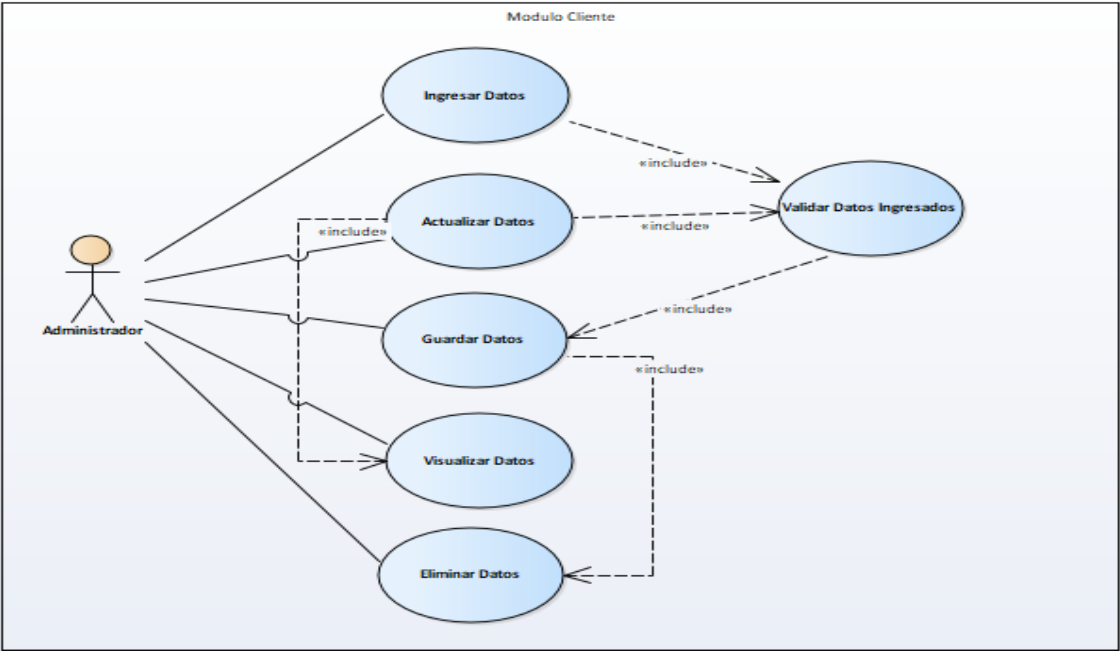 Modulo Cliente
Ingresar Datos
«include»
Validar Datos Ingresados
Actualizar Datos
«include»
«include»
Administrador
«include»
Guardar Datos
«include»
Visualizar Datos
Eliminar Datos